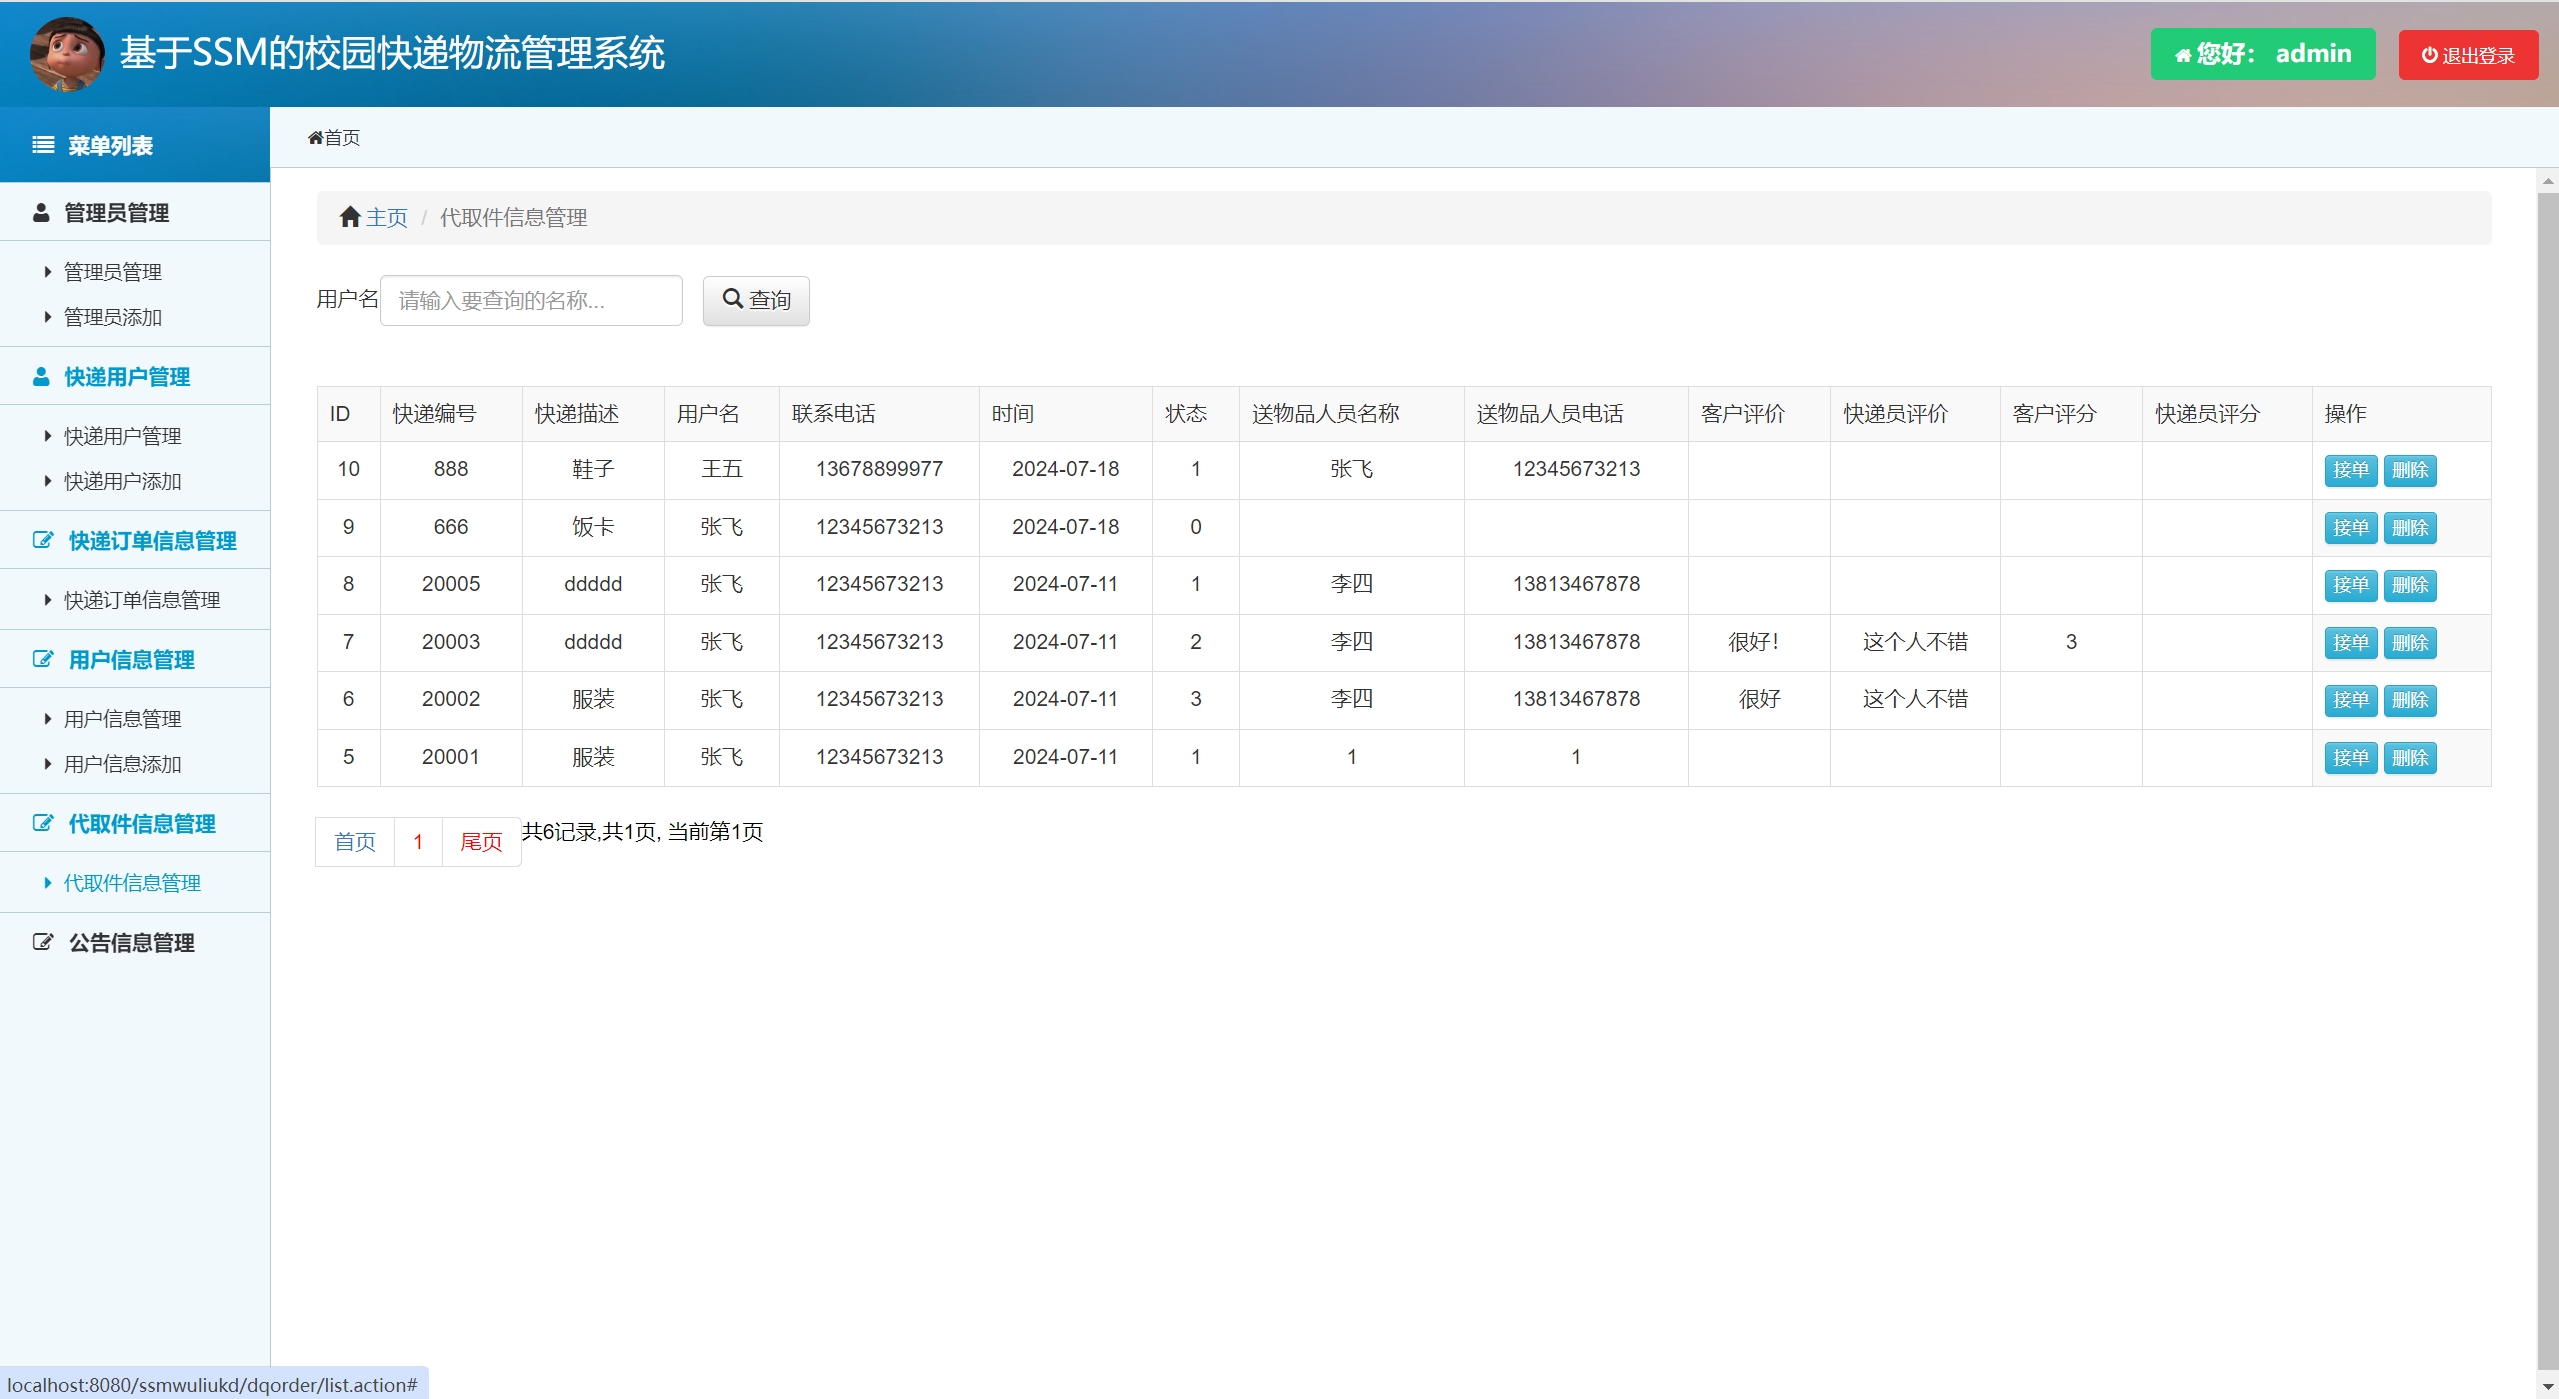 基于SSM的校园快递物流管理系统
您好： admin
退出登录
菜单列表
首页
管理员管理
管理员管理
管理员添加
快递用户管理
快递用户管理
快递用户添加
快递订单信息管理
快递订单信息管理
用户信息管理
用户信息管理
用户信息添加
代取件信息管理
代取件信息管理
公告信息管理
主页 / 代取件信息管理
用户名 请输入要查询的名称... 查询
ID 快递编号 快递描述 用户名 联系电话 时间 状态 送物品人员名称 送物品人员电话 客户评价 快递员评价 客户评分 快递员评分 操作
10 888 鞋子 王五 13678899977 2024-07-18 1 张飞 12345673213 接单 删除
9 666 饭卡 张飞 12345673213 2024-07-18 0 接单 删除
8 20005 ddddd 张飞 12345673213 2024-07-11 1 李四 13813467878 接单 删除
7 20003 ddddd 张飞 12345673213 2024-07-11 2 李四 13813467878 很好! 这个人不错 3 接单 删除
6 20002 服装 张飞 12345673213 2024-07-11 3 李四 13813467878 很好 这个人不错 接单 删除
5 20001 服装 张飞 12345673213 2024-07-11 1 1 1 接单 删除
首页 1 尾页 共6记录,共1页, 当前第1页
localhost:8080/ssmwuliukd/dqorder/list.action#